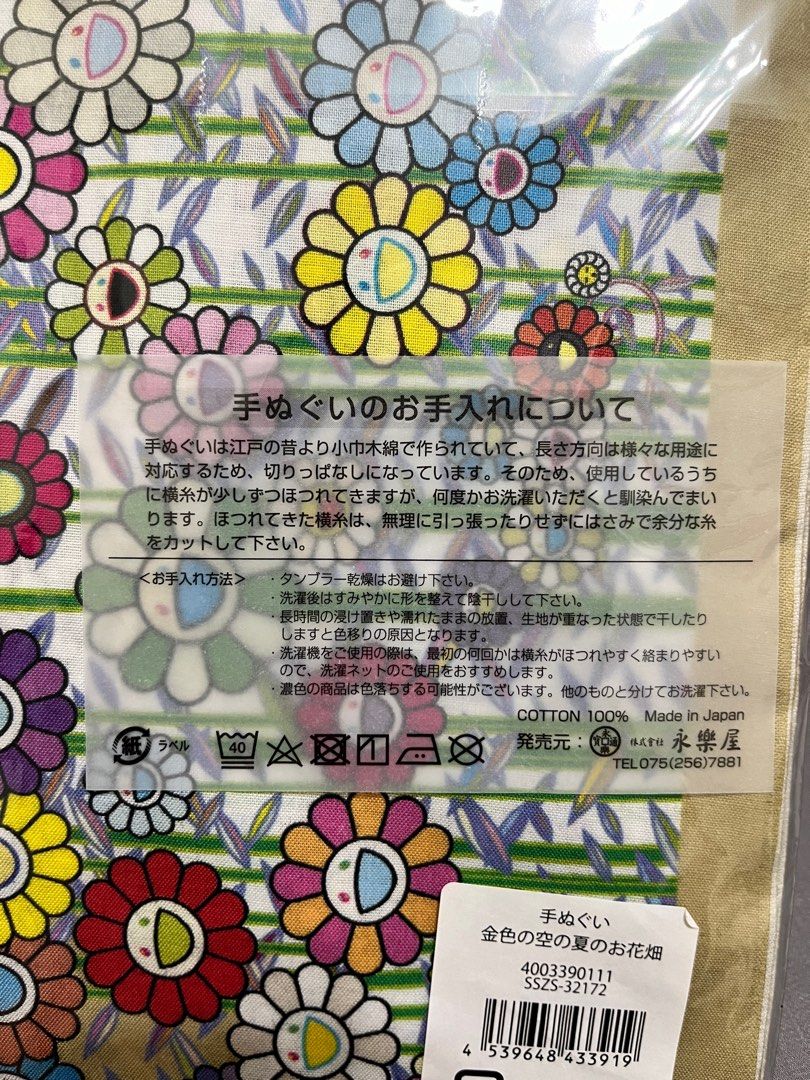 手ぬぐいのお手入れについて
手ぬぐいは江戸の昔より小巾木綿で作られていて、長さ方向は様々な用途に
対応するため、切りっぱなしになっています。そのため、使用しているうち
に横糸が少しずつほつれてきますが、何度かお洗濯いただくと馴染んでまい
ります。ほつれてきた横糸は、無理に引っ張ったりせずにはさみで余分な糸
をカットして下さい。
＜お手入れ方法＞ ・タンブラー乾燥はお避け下さい。
・洗濯後はすみやかに形を整えて陰干しして下さい。
・長時間の浸け置きや濡れたままの放置、生地が重なった状態で干したり
しますと色移りの原因となります。
・洗濯機をご使用の際は、最初の何回かは横糸がほつれやすく絡まりやすい
ので、洗濯ネットのご使用をおすすめします。
・濃色の商品は色落ちする可能性がございます。他のものと分けてお洗濯下さい。
COTTON 100% Made in Japan
紙 ラベル 40 発売元： 株式会社 永樂屋
TEL075(256)7881
手ぬぐい
金色の空の夏のお花畑
4003390111
SSZS-32172
4 539648 433919